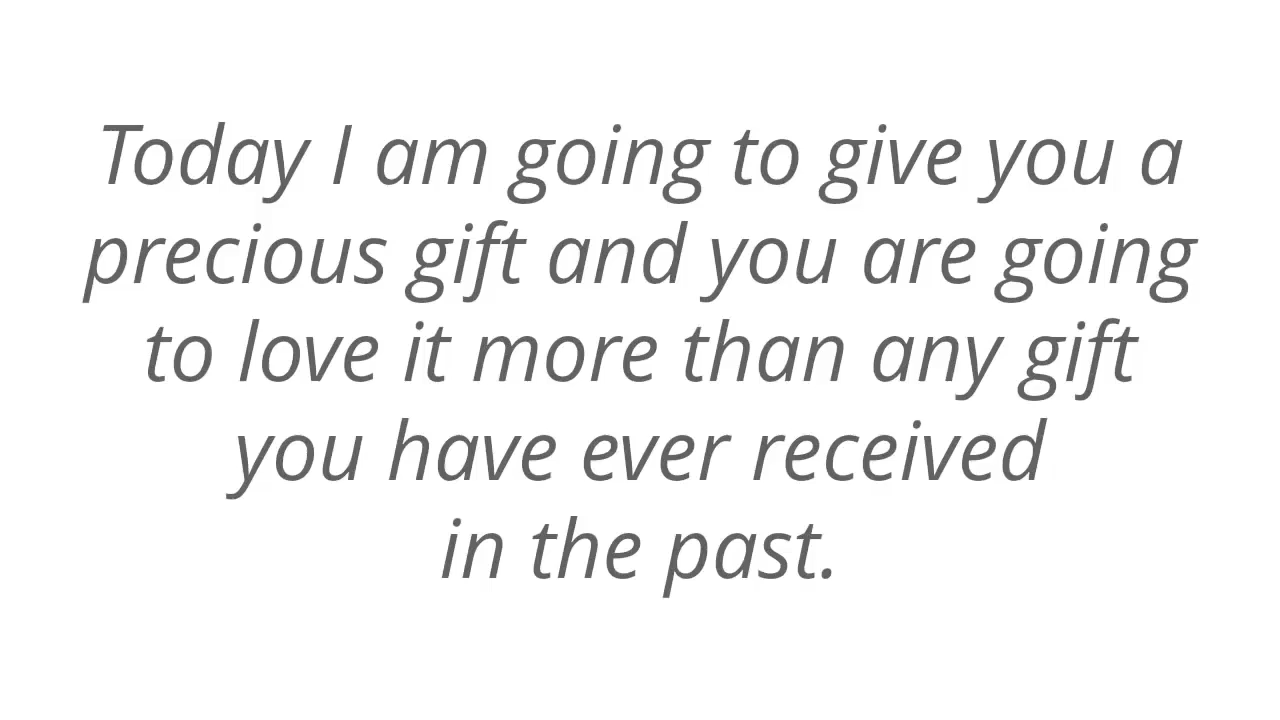 Today I am going to give you a
precious gift and you are going
to love it more than any gift
you have ever received
in the past.